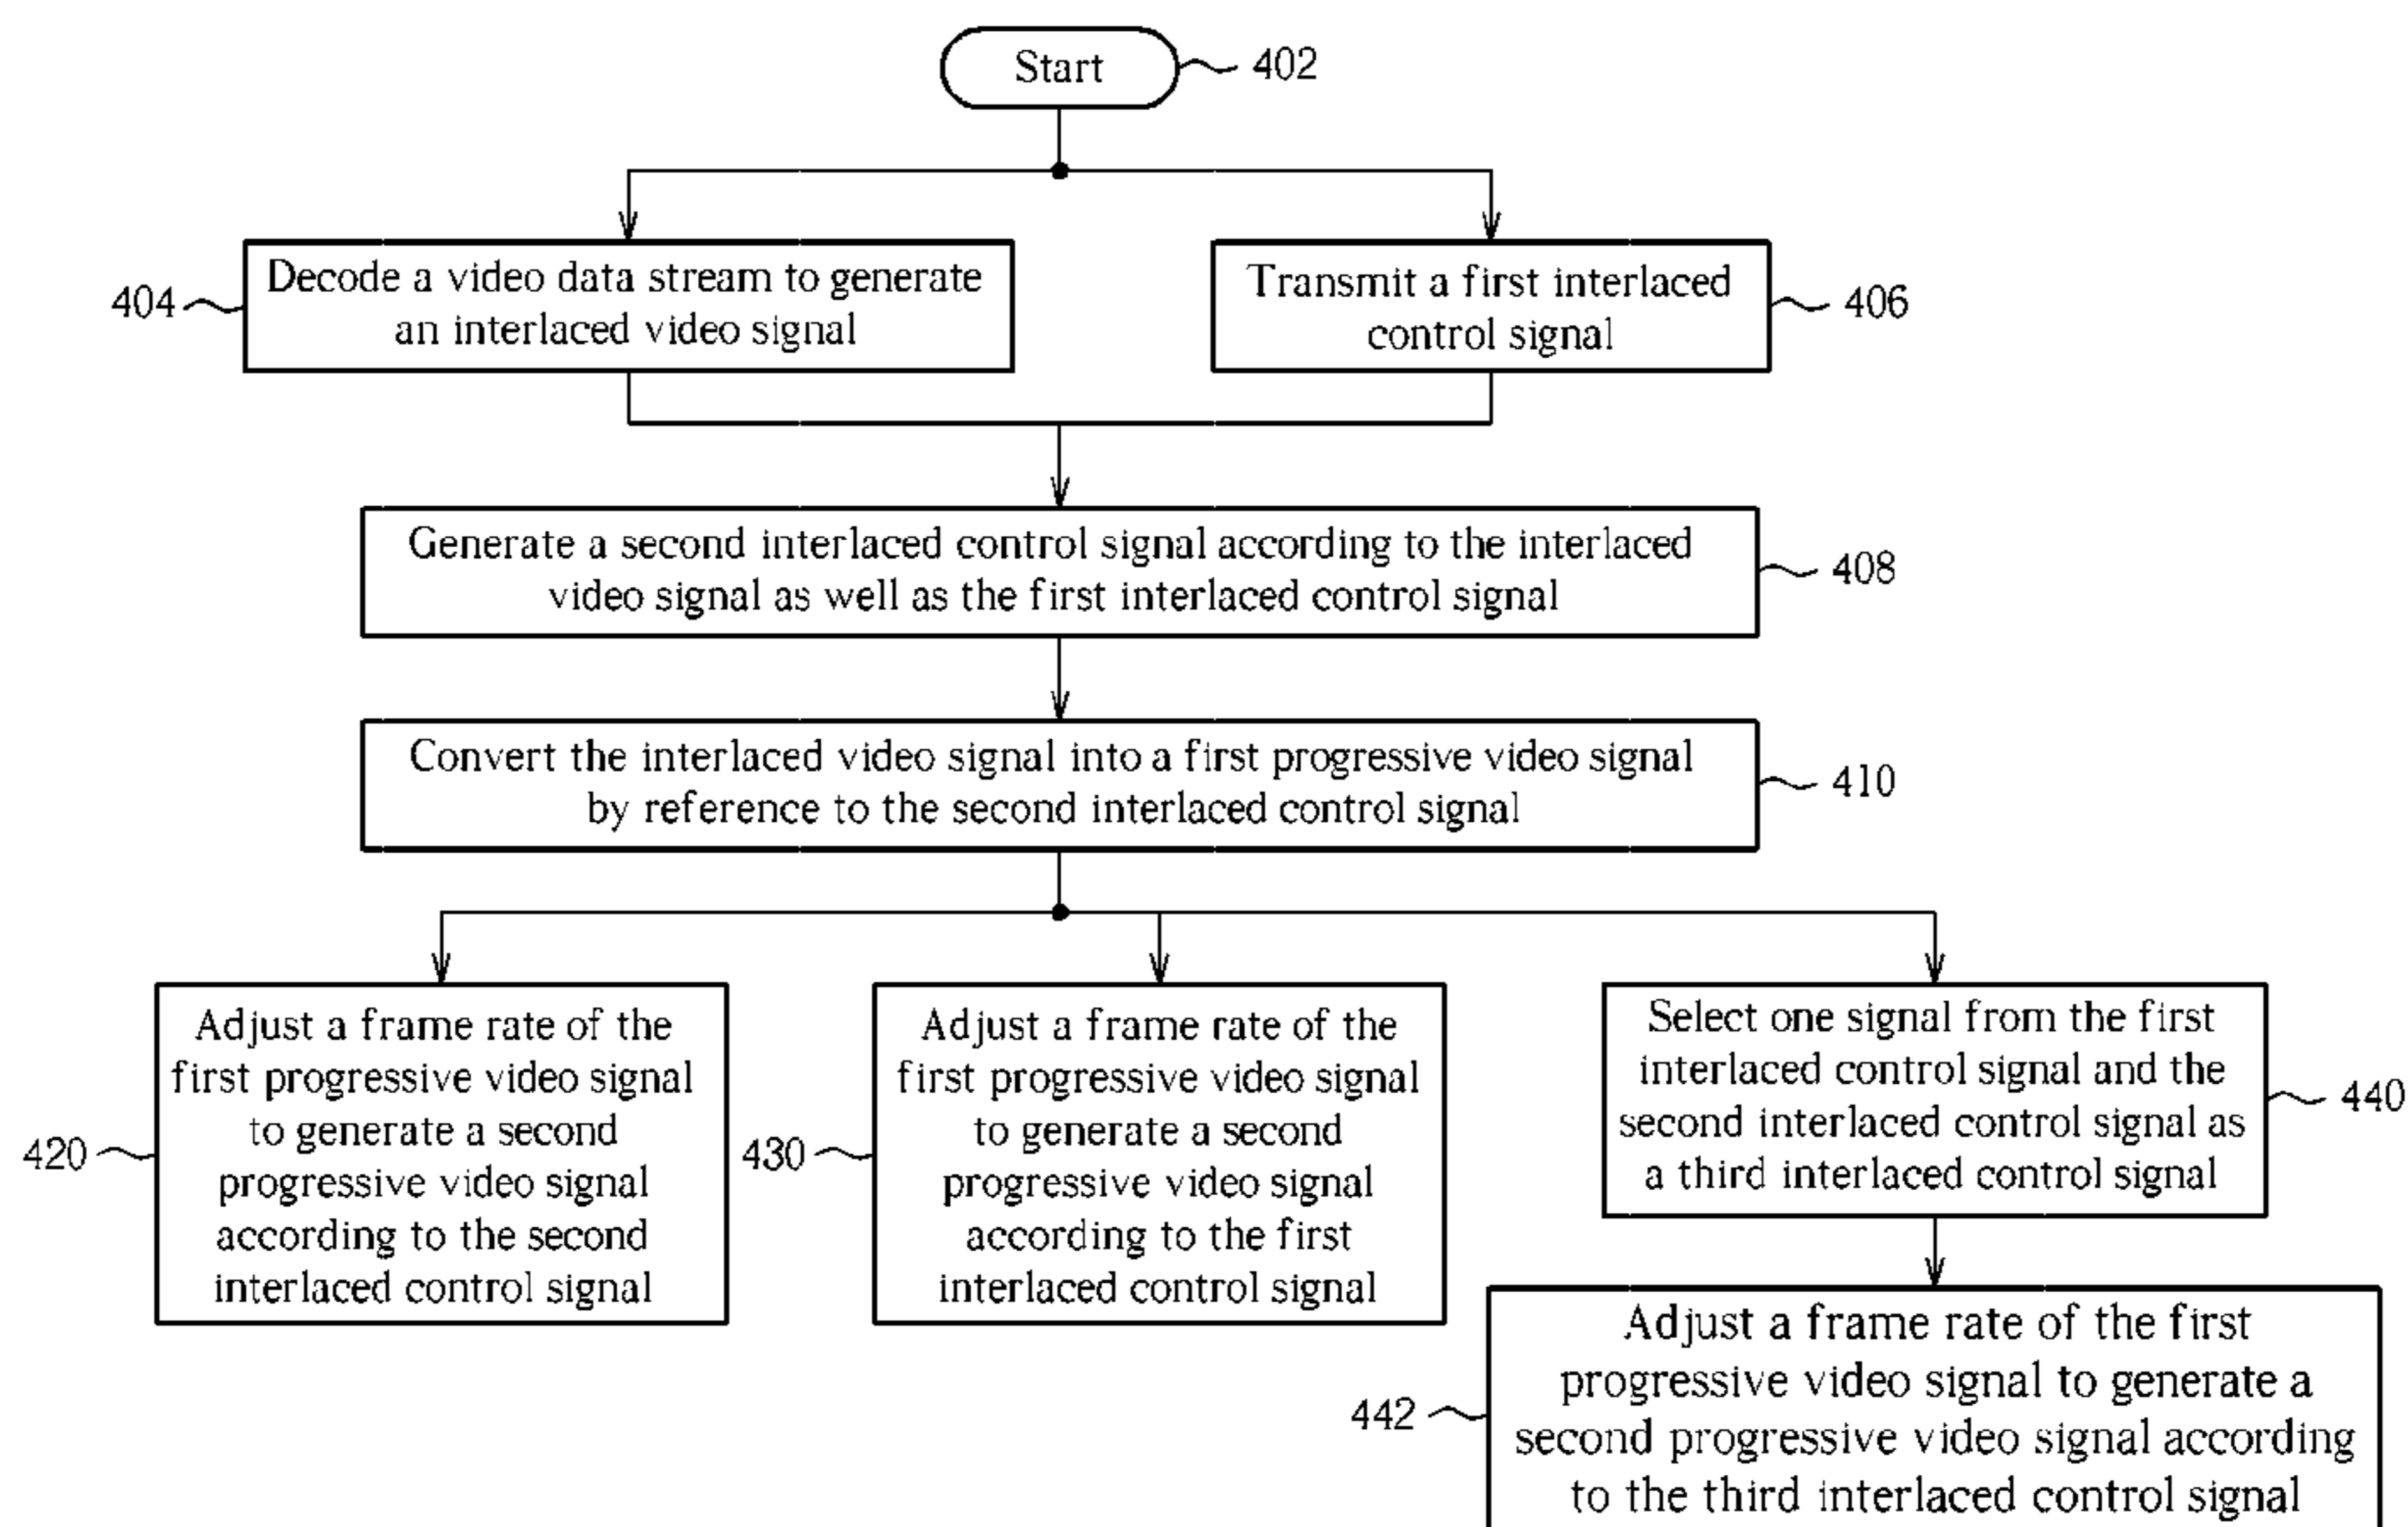 Start
402
404
Decode a video data stream to generate
an interlaced video signal
Transmit a first interlaced
control signal
406
Generate a second interlaced control signal according to the interlaced
video signal as well as the first interlaced control signal
408
Convert the interlaced video signal into a first progressive video signal
by reference to the second interlaced control signal
410
420
Adjust a frame rate of the
first progressive video signal
to generate a second
progressive video signal
according to the second
interlaced control signal
430
Adjust a frame rate of the
first progressive video signal
to generate a second
progressive video signal
according to the first
interlaced control signal
Select one signal from the first
interlaced control signal and the
second interlaced control signal as
a third interlaced control signal
440
442
Adjust a frame rate of the first
progressive video signal to generate a
second progressive video signal according
to the third interlaced control signal